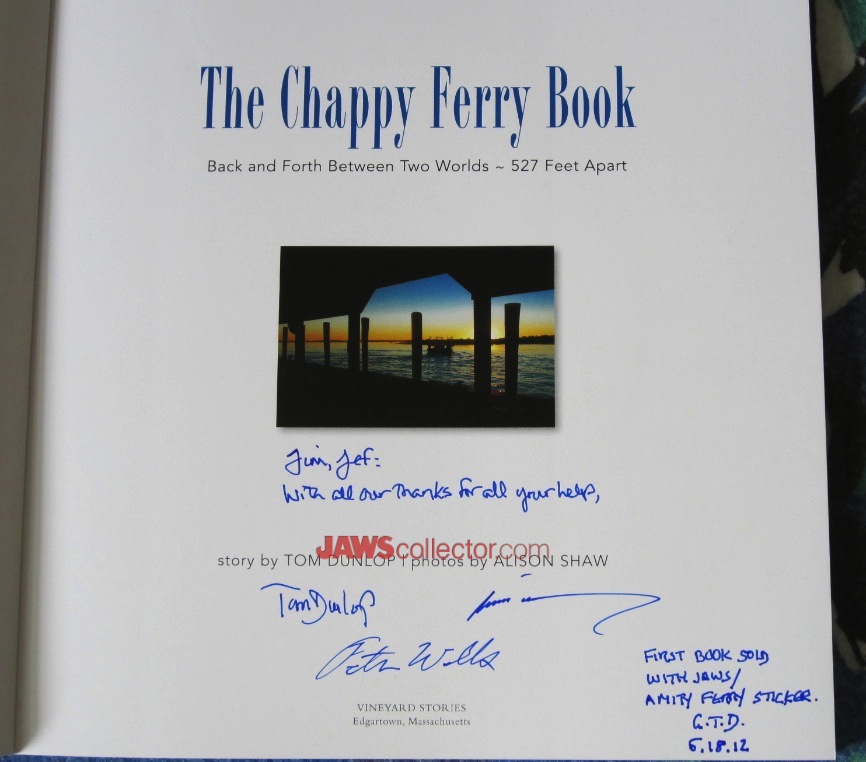 The Chappy Ferry Book
Back and Forth Between Two Worlds ~ 527 Feet Apart
Jim, Jef:
With all our thanks for all your help,
JAWScollector.com
story by TOM DUNLOP | photos by ALISON SHAW
Tom Dunlop
Peter Wells
VINEYARD STORIES
Edgartown, Massachusetts
FIRST BOOK SOLD
WITH JAWS/
AMITY FERRY STICKER.
G.T.D.
6.18.12